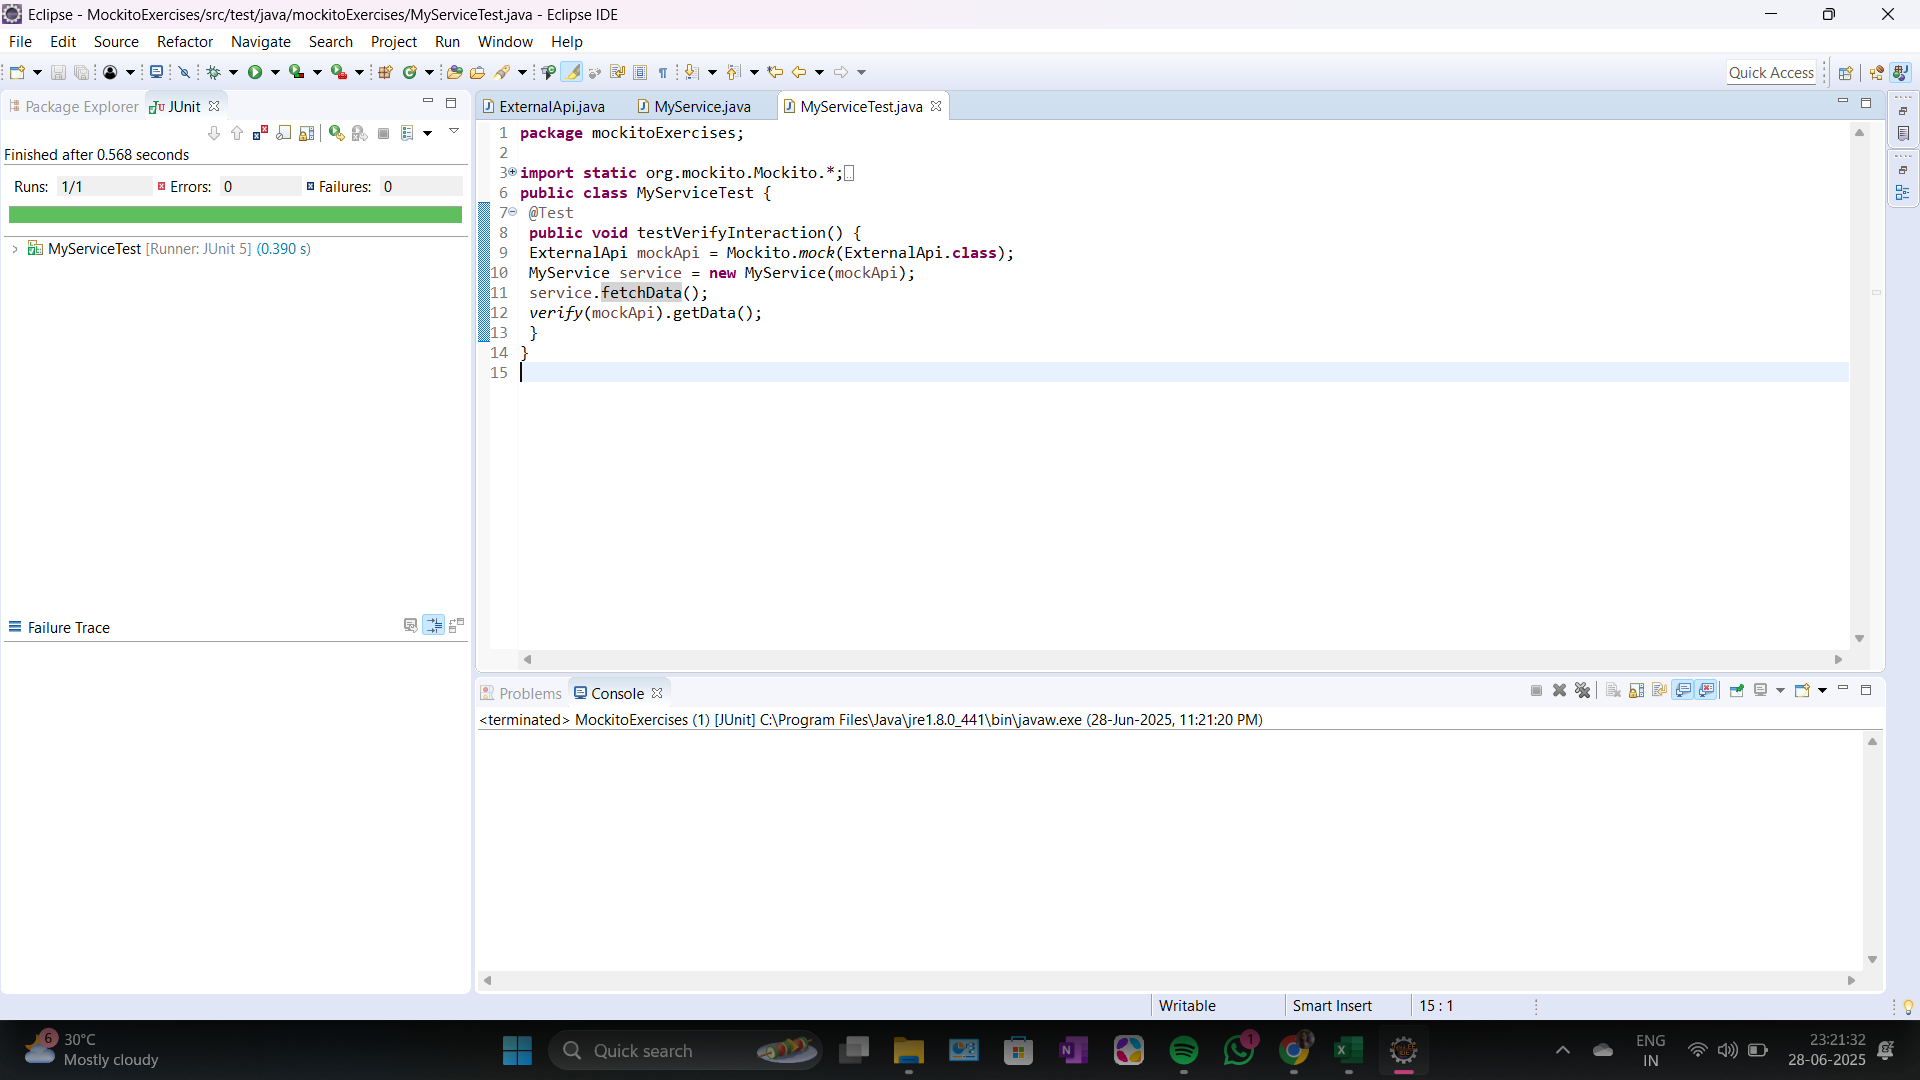 Eclipse - MockitoExercises/src/test/java/mockitoExercises/MyServiceTest.java - Eclipse IDE
File Edit Source Refactor Navigate Search Project Run Window Help
Quick Access
Package Explorer JUnit
Finished after 0.568 seconds
Runs: 1/1 Errors: 0 Failures: 0
MyServiceTest [Runner: JUnit 5] (0.390 s)
Failure Trace
ExternalApi.java MyService.java MyServiceTest.java
1 package mockitoExercises;
2
3 import static org.mockito.Mockito.*;
6 public class MyServiceTest {
7 @Test
8 public void testVerifyInteraction() {
9 ExternalApi mockApi = Mockito.mock(ExternalApi.class);
10 MyService service = new MyService(mockApi);
11 service.fetchData();
12 verify(mockApi).getData();
13 }
14 }
15
Problems Console
<terminated> MockitoExercises (1) [JUnit] C:\Program Files\Java\jre1.8.0_441\bin\javaw.exe (28-Jun-2025, 11:21:20 PM)
Writable Smart Insert 15 : 1
6
30°C
Mostly cloudy
Quick search
1
ENG
IN
23:21:32
28-06-2025